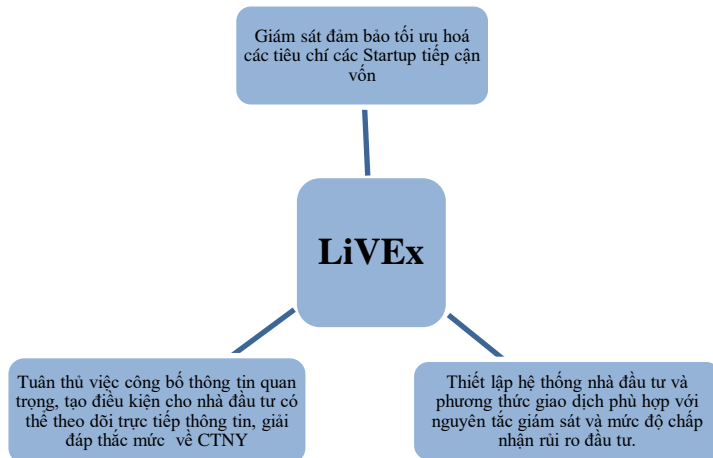 Giám sát đảm bảo tối ưu hoá
các tiêu chí các Startup tiếp cận
vốn
LiVEx
Tuân thủ việc công bố thông tin quan
trọng, tạo điều kiện cho nhà đầu tư có
thể theo dõi trực tiếp thông tin, giải
đáp thắc mức về CTNY
Thiết lập hệ thống nhà đầu tư và
phương thức giao dịch phù hợp với
nguyên tắc giám sát và mức độ chấp
nhận rủi ro đầu tư.